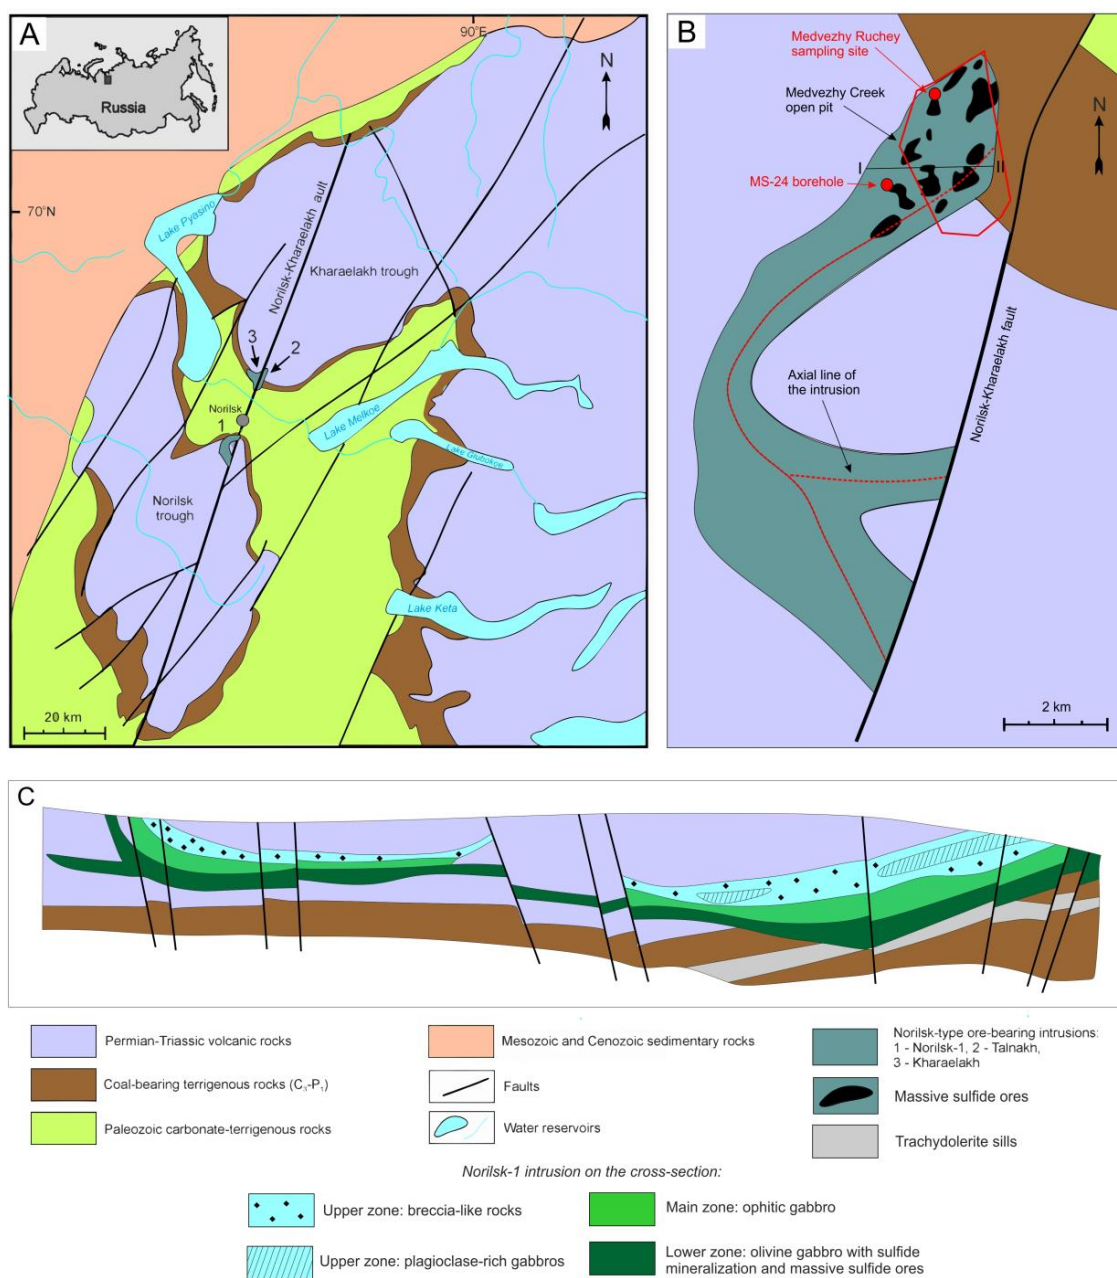 A
90°E
N
Russia
70°N
Lake Pyasino
Norilsk-Kharaelakh ault
Kharaelakh trough
3
2
Norilsk
1
Lake Melkoe
Lake Glubokoe
Norilsk
trough
Lake Keta
20 km
B
Medvezhy Ruchey
sampling site
Medvezhy Creek
open pit
N
I
II
MS-24 borehole
Axial line of
the intrusion
Norilsk-Kharaelakh fault
2 km
C
Permian-Triassic volcanic rocks
Coal-bearing terrigenous rocks (C₃-P₁)
Paleozoic carbonate-terrigenous rocks
Mesozoic and Cenozoic sedimentary rocks
Faults
Water reservoirs
Norilsk-type ore-bearing intrusions:
1 - Norilsk-1, 2 - Talnakh,
3 - Kharaelakh
Massive sulfide ores
Trachydolerite sills
Norilsk-1 intrusion on the cross-section:
Upper zone: breccia-like rocks
Upper zone: plagioclase-rich gabbros
Main zone: ophitic gabbro
Lower zone: olivine gabbro with sulfide
mineralization and massive sulfide ores